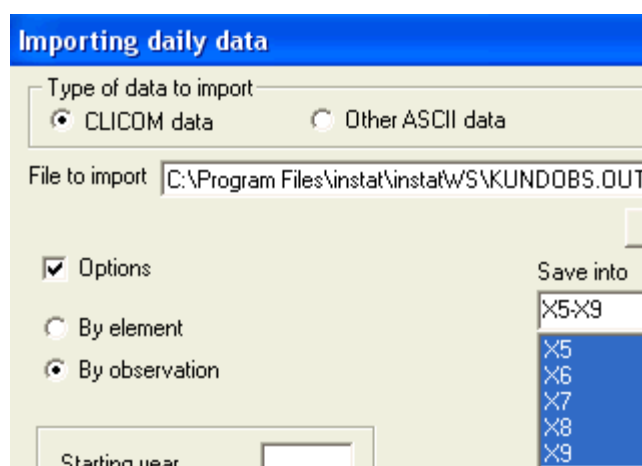 Importing daily data
Type of data to import
CLICOM data Other ASCII data
File to import C:\Program Files\instat\instatWS\KUNDOBS.OUT
Options
Save into
X5-X9
By element
By observation
X5
X6
X7
X8
X9
Starting year